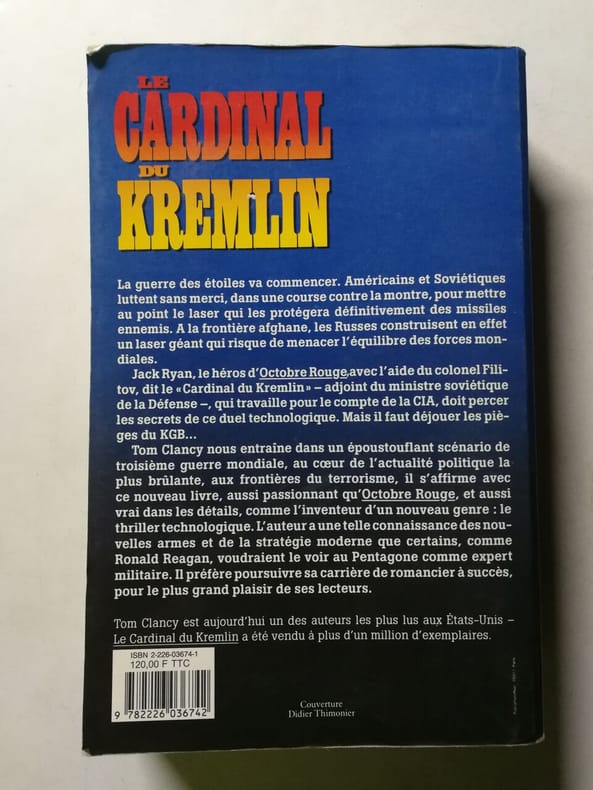 LE
CARDINAL
DU
KREMLIN
La guerre des étoiles va commencer. Américains et Soviétiques
luttent sans merci, dans une course contre la montre, pour mettre
au point le laser qui les protégera définitivement des missiles
ennemis. A la frontière afghane, les Russes construisent en effet
un laser géant qui risque de menacer l'équilibre des forces mon-
diales.
Jack Ryan, le héros d'Octobre Rouge, avec l'aide du colonel Fili-
tov, dit le «Cardinal du Kremlin» – adjoint du ministre soviétique
de la Défense –, qui travaille pour le compte de la CIA, doit percer
les secrets de ce duel technologique. Mais il faut déjouer les piè-
ges du KGB...
Tom Clancy nous entraîne dans un époustouflant scénario de
troisième guerre mondiale, au cœur de l'actualité politique la
plus brûlante, aux frontières du terrorisme, il s'affirme avec
ce nouveau livre, aussi passionnant qu'Octobre Rouge, et aussi
vrai dans les détails, comme l'inventeur d'un nouveau genre : le
thriller technologique. L'auteur a une telle connaissance des nou-
velles armes et de la stratégie moderne que certains, comme
Ronald Reagan, voudraient le voir au Pentagone comme expert
militaire. Il préfère poursuivre sa carrière de romancier à succès,
pour le plus grand plaisir de ses lecteurs.
Tom Clancy est aujourd'hui un des auteurs les plus lus aux États-Unis –
Le Cardinal du Kremlin a été vendu à plus d'un million d'exemplaires.
ISBN 2-226-03674-1
120,00 F TTC
9 782226 036742
Couverture
Didier Thimonier